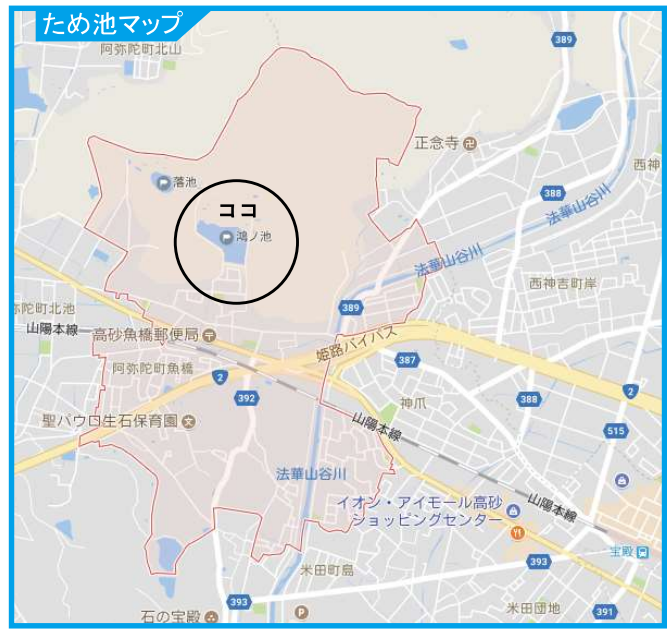 ため池マップ
阿弥陀町北山
389
正念寺
西神
落池
388
ココ
法華山谷川
鴻ノ池
法華山谷川
西神吉町岸
389
弥陀町北池
山陽本線
高砂魚橋郵便局
姫路バイパス
387
阿弥陀町魚橋
2
2
392
神爪
388
聖パウロ生石保育園
山陽本線
515
法華山谷川
イオン・アイモール高砂
ショッピングセンター
山陽本線
宝殿
393
米田町島
393
石の宝殿
P
米田団地
391